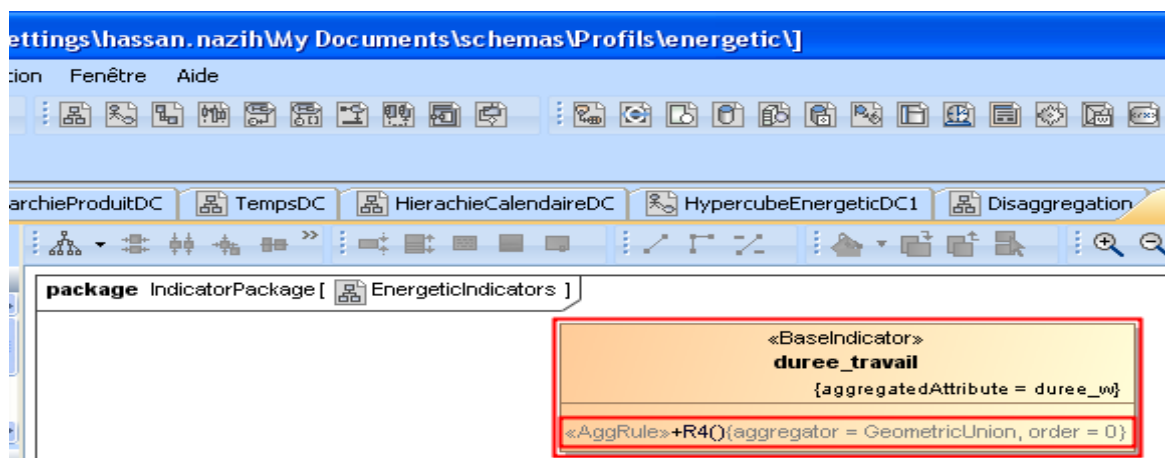 ettings\hassan.nazih\My Documents\schemas\Profils\energetic\]
tion Fenêtre Aide
archieProduitDC TempsDC HierachieCalendaireDC HypercubeEnergeticDC1 Disaggregation
package IndicatorPackage[ EnergeticIndicators ]
«BaseIndicator»
duree_travail
{aggregatedAttribute = duree_w}
«AggRule»+R4(){aggregator = GeometricUnion, order = 0}